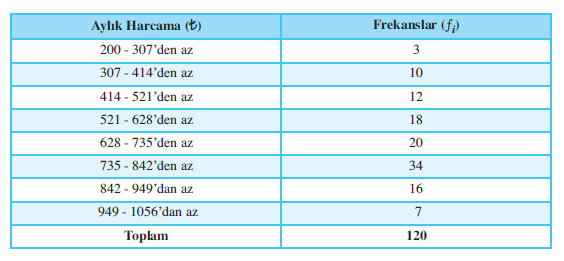 Aylık Harcama (₺) Frekanslar (fi)
200 - 307’den az 3
307 - 414’den az 10
414 - 521’den az 12
521 - 628’den az 18
628 - 735’den az 20
735 - 842’den az 34
842 - 949’dan az 16
949 - 1056’dan az 7
Toplam 120